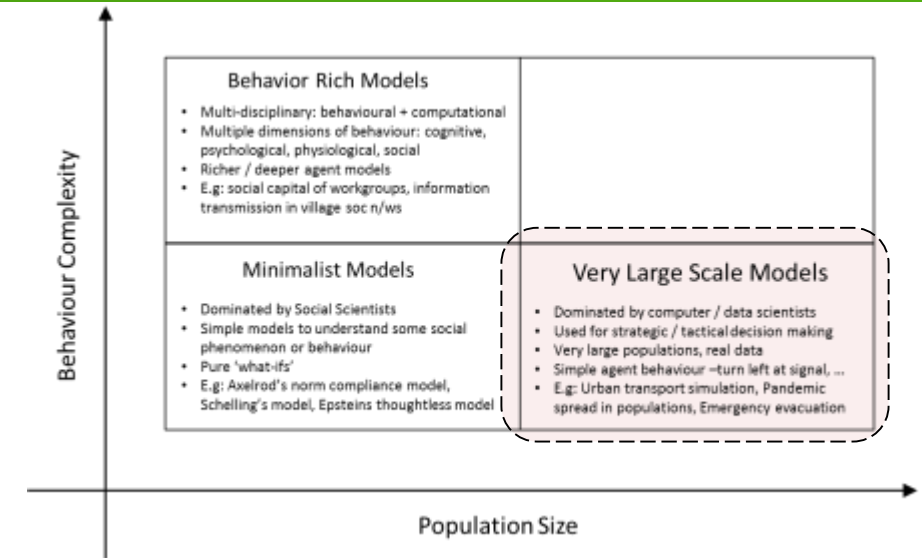 Behavior Rich Models
• Multi-disciplinary: behavioural + computational
• Multiple dimensions of behaviour: cognitive,
psychological, physiological, social
• Richer / deeper agent models
• E.g: social capital of workgroups, information
transmission in village soc n/ws
Minimalist Models
• Dominated by Social Scientists
• Simple models to understand some social
phenomenon or behaviour
• Pure 'what-ifs'
• E.g: Axelrod's norm compliance model,
Schelling's model, Epsteins thoughtless model
Very Large Scale Models
• Dominated by computer / data scientists
• Used for strategic / tactical decision making
• Very large populations, real data
• Simple agent behaviour –turn left at signal, ...
• E.g: Urban transport simulation, Pandemic
spread in populations, Emergency evacuation
Behaviour Complexity
Population Size